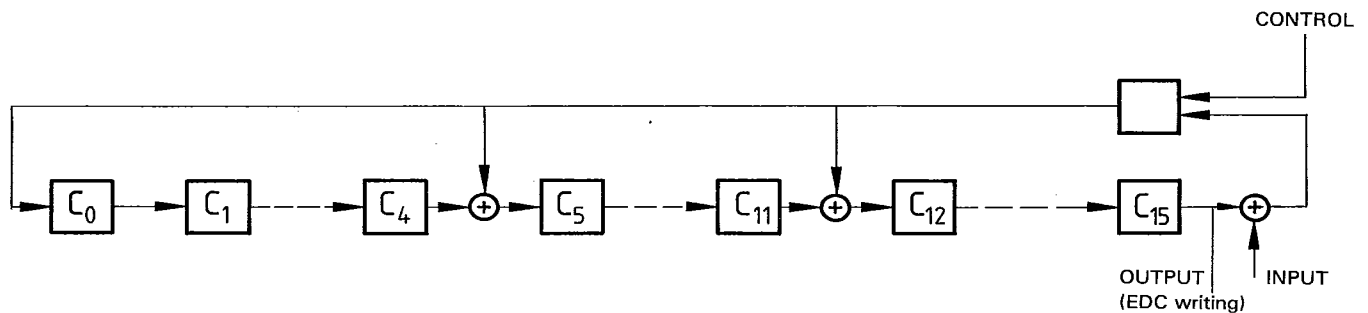 CONTROL
C0 C1 C4 + C5 C11 + C12 C15 +
OUTPUT
(EDC writing)
INPUT